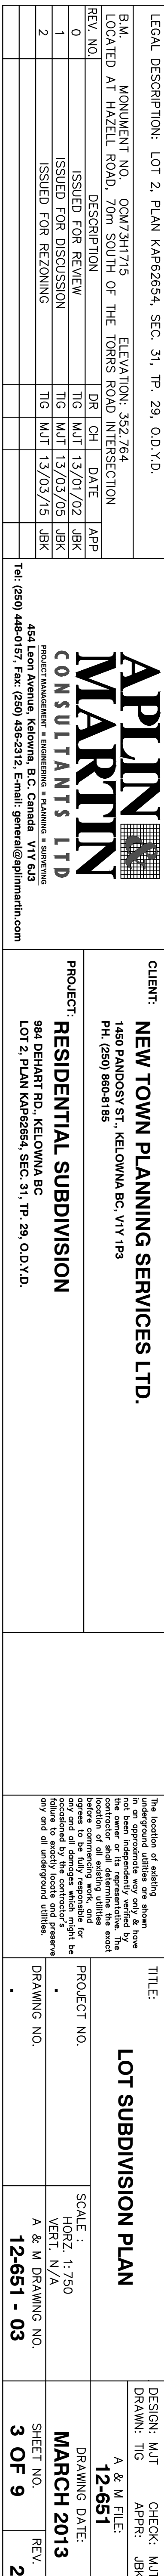 LEGAL DESCRIPTION: LOT 2, PLAN KAP62654, SEC. 31, TP. 29, O.D.Y.D.
B.M. MONUMENT NO. OCM73H1715 ELEVATION: 352.764
LOCATED AT HAZELL ROAD, 70m SOUTH OF THE TORRS ROAD INTERSECTION
REV. NO. DESCRIPTION DR CH DATE APP
0 ISSUED FOR REVIEW TIG MJT 13/01/02 JBK
1 ISSUED FOR DISCUSSION TIG MJT 13/03/05 JBK
2 ISSUED FOR REZONING TIG MJT 13/03/15 JBK
APLIN &
MARTIN
CONSULTANTS LTD
PROJECT MANAGEMENT ■ ENGINEERING ■ PLANNING ■ SURVEYING
454 Leon Avenue, Kelowna, B.C. Canada V1Y 6J3
Tel: (250) 448-0157, Fax: (250) 436-2312, E-mail: general@aplinmartin.com
CLIENT:
NEW TOWN PLANNING SERVICES LTD.
1450 PANDOSY ST., KELOWNA BC, V1Y 1P3
PH. (250) 860-8185
PROJECT:
RESIDENTIAL SUBDIVISION
984 DEHART RD., KELOWNA BC
LOT 2, PLAN KAP62654, SEC. 31, TP. 29, O.D.Y.D.
The location of existing
underground utilities are shown
in an approximate way only & have
not been independently verified by
the owner or its representative. The
contractor shall determine the exact
location of all existing utilities
before commencing work, and
agrees to be fully responsible for
any and all damages which might be
occasioned by the contractor's
failure to exactly locate and preserve
any and all underground utilities.
TITLE:
LOT SUBDIVISION PLAN
DESIGN: MJT CHECK: MJT
DRAWN: TIG APPR: JBK
A & M FILE:
12-651
PROJECT NO.
.
SCALE :
HORZ. 1:750
VERT. N/A
DRAWING DATE:
MARCH 2013
DRAWING NO.
.
A & M DRAWING NO.
12-651 - 03
SHEET NO.
3 OF 9
REV.
2